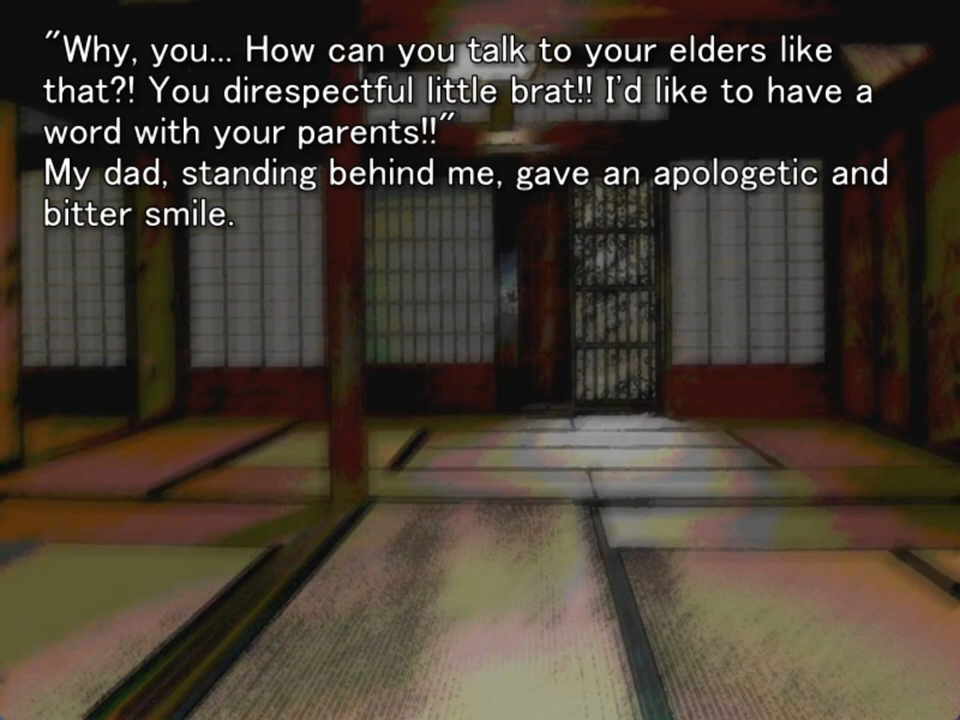 "Why, you... How can you talk to your elders like
that?! You direspectful little brat!! I'd like to have a
word with your parents!!"
My dad, standing behind me, gave an apologetic and
bitter smile.